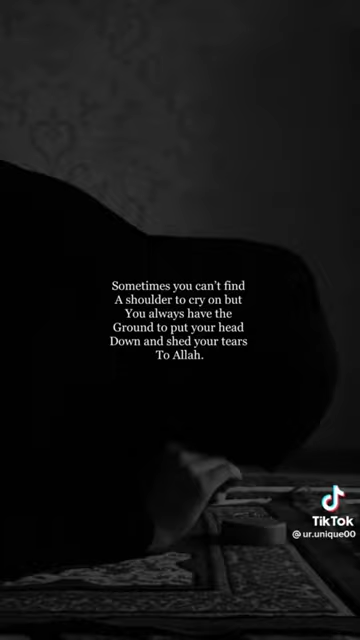 Sometimes you can't find
A shoulder to cry on but
You always have the
Ground to put your head
Down and shed your tears
To Allah.
TikTok
@ur.unique00